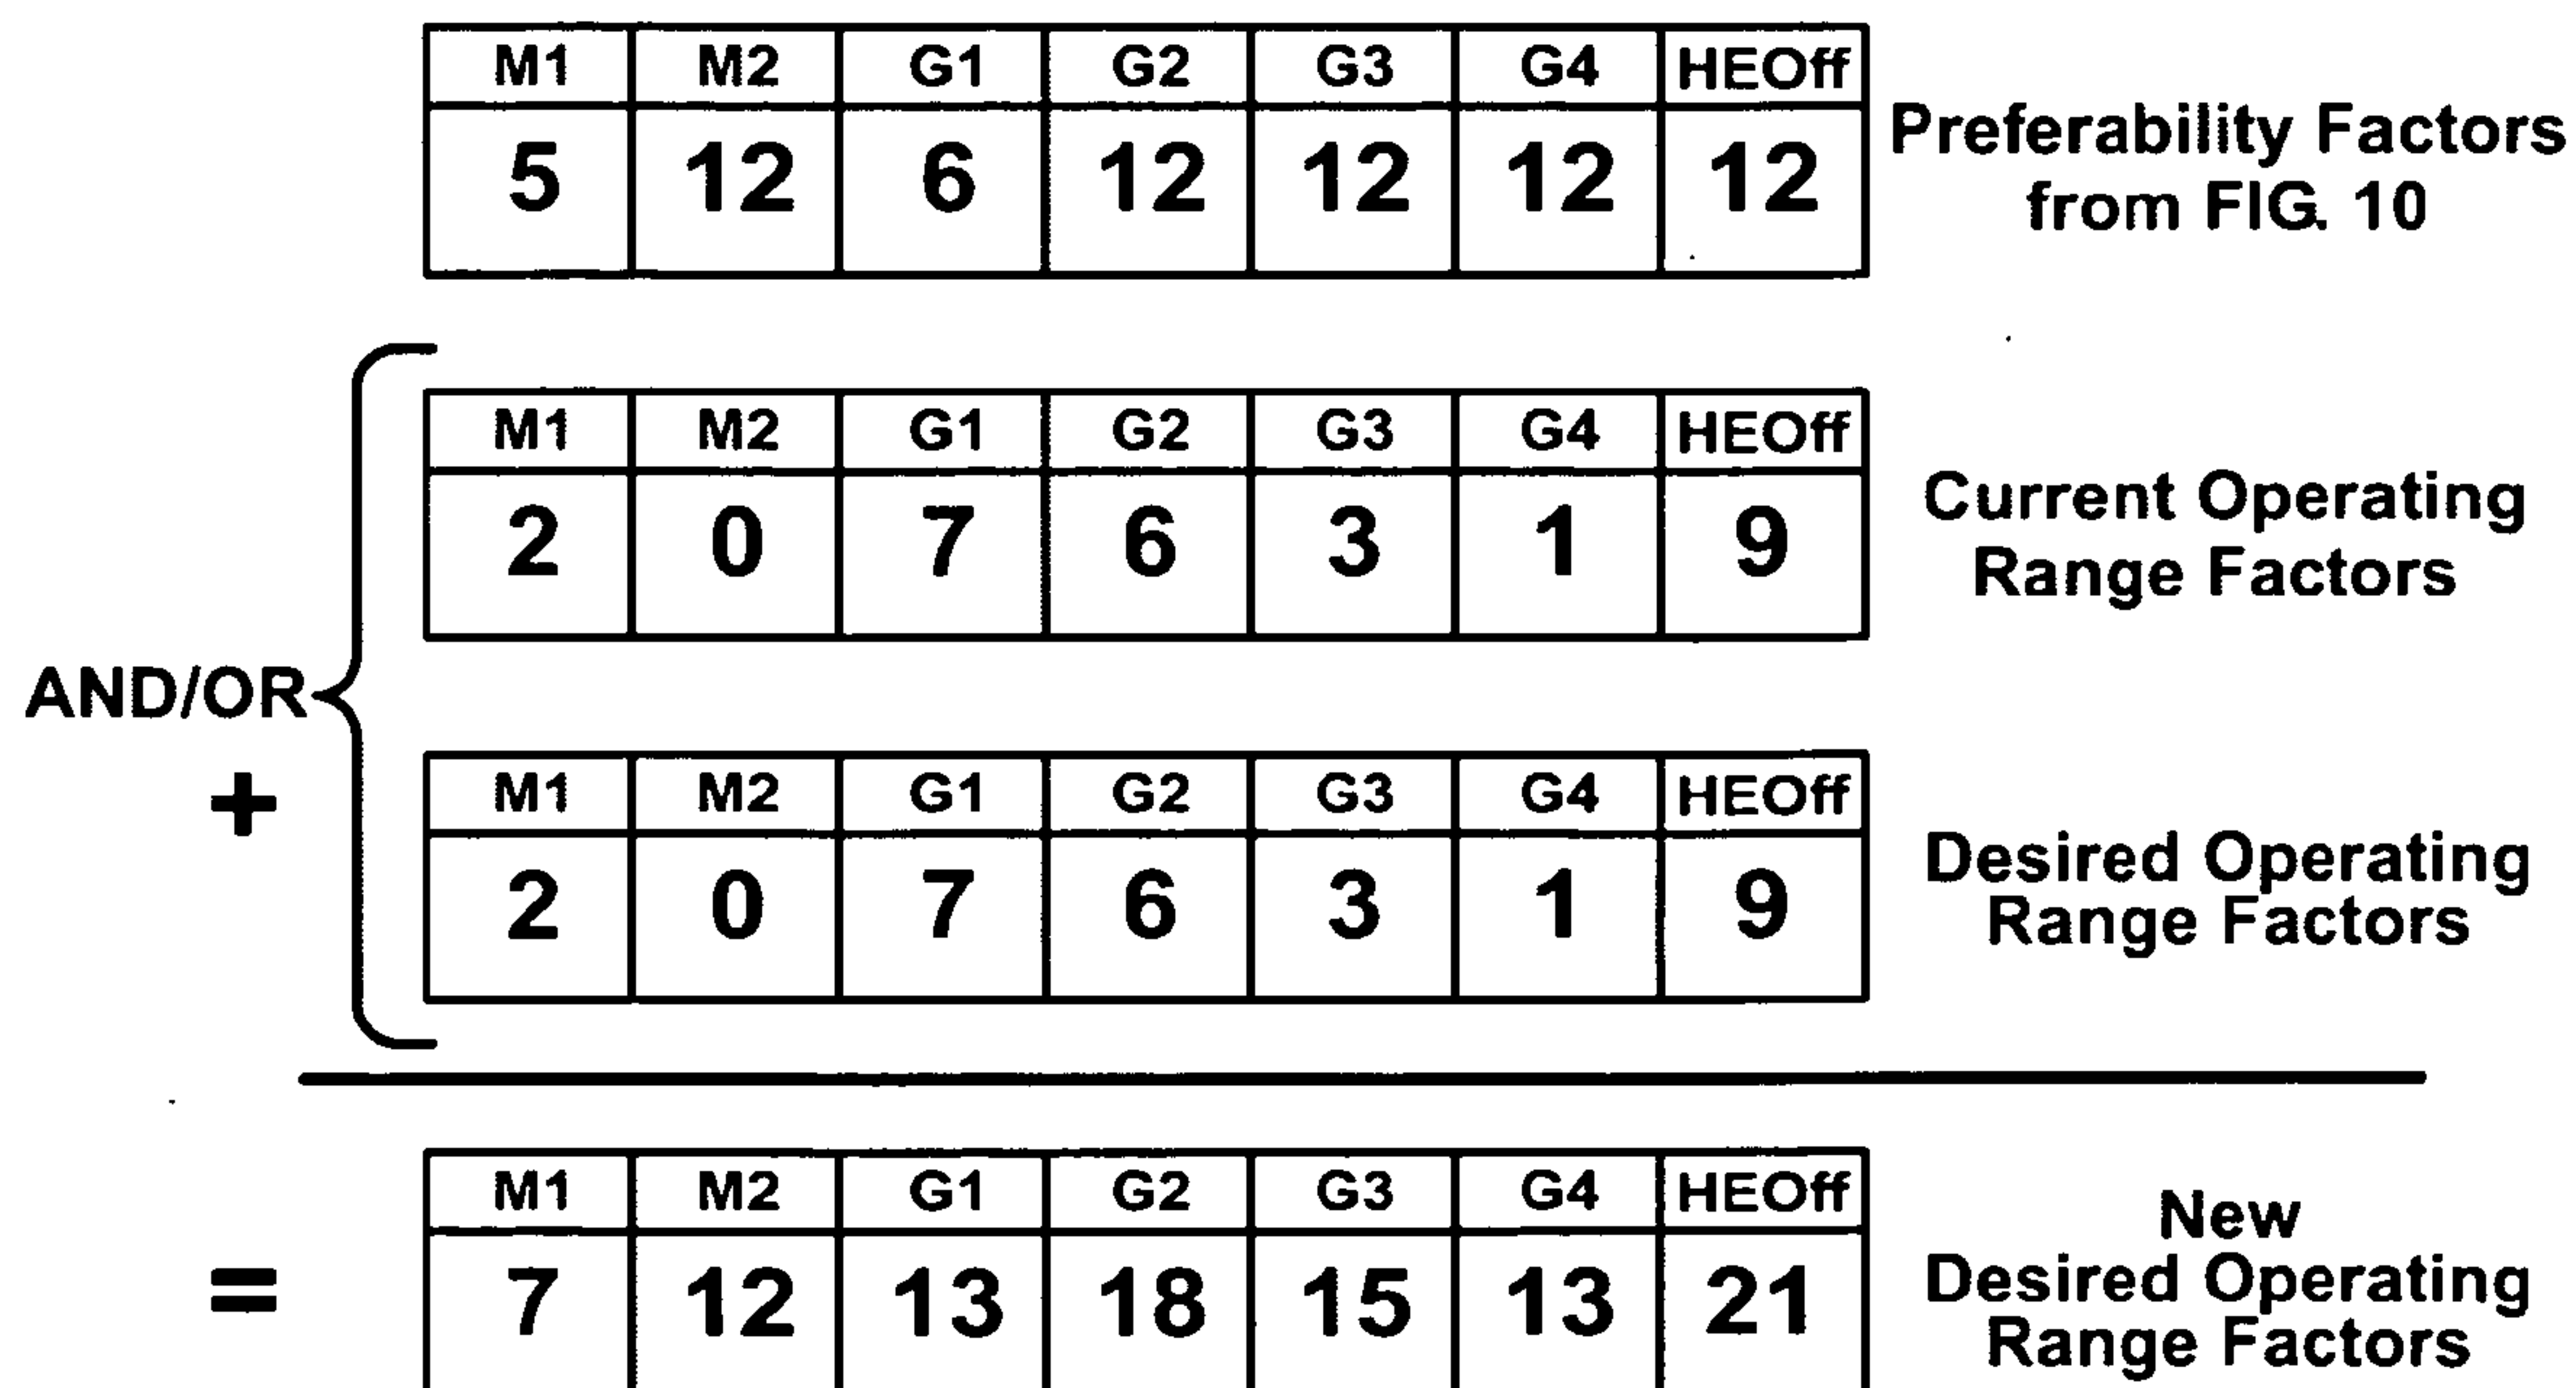 M1 M2 G1 G2 G3 G4 HEOff
5 12 6 12 12 12 12
Preferability Factors
from FIG. 10
M1 M2 G1 G2 G3 G4 HEOff
2 0 7 6 3 1 9
Current Operating
Range Factors
AND/OR
+
M1 M2 G1 G2 G3 G4 HEOff
2 0 7 6 3 1 9
Desired Operating
Range Factors
M1 M2 G1 G2 G3 G4 HEOff
= 7 12 13 18 15 13 21
New
Desired Operating
Range Factors